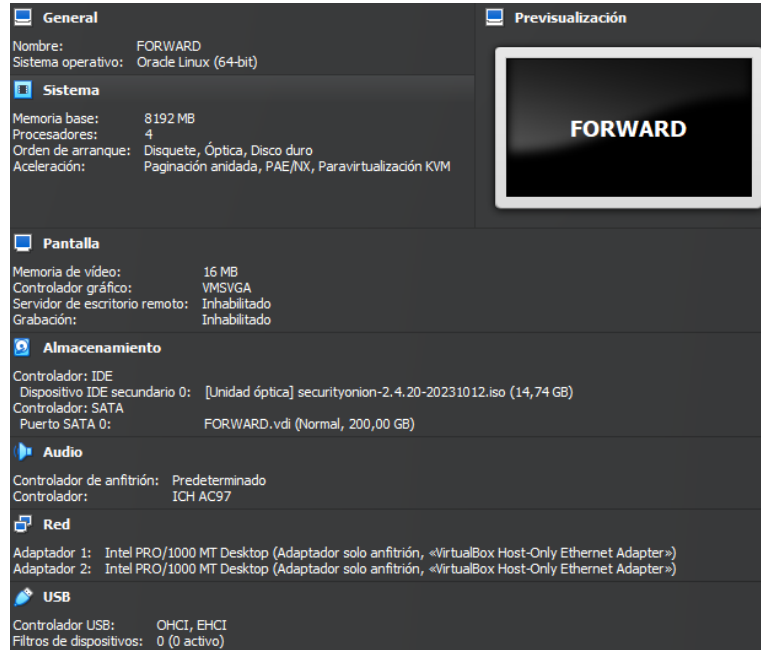 General
Nombre: FORWARD
Sistema operativo: Oracle Linux (64-bit)
Previsualización
FORWARD
Sistema
Memoria base: 8192 MB
Procesadores: 4
Orden de arranque: Disquete, Óptica, Disco duro
Aceleración: Paginación anidada, PAE/NX, Paravirtualización KVM
Pantalla
Memoria de vídeo: 16 MB
Controlador gráfico: VMSVGA
Servidor de escritorio remoto: Inhabilitado
Grabación: Inhabilitado
Almacenamiento
Controlador: IDE
Dispositivo IDE secundario 0: [Unidad óptica] securityonion-2.4.20-20231012.iso (14,74 GB)
Controlador: SATA
Puerto SATA 0: FORWARD.vdi (Normal, 200,00 GB)
Audio
Controlador de anfitrión: Predeterminado
Controlador: ICH AC97
Red
Adaptador 1: Intel PRO/1000 MT Desktop (Adaptador solo anfitrión, «VirtualBox Host-Only Ethernet Adapter»)
Adaptador 2: Intel PRO/1000 MT Desktop (Adaptador solo anfitrión, «VirtualBox Host-Only Ethernet Adapter»)
USB
Controlador USB: OHCI, EHCI
Filtros de dispositivos: 0 (0 activo)